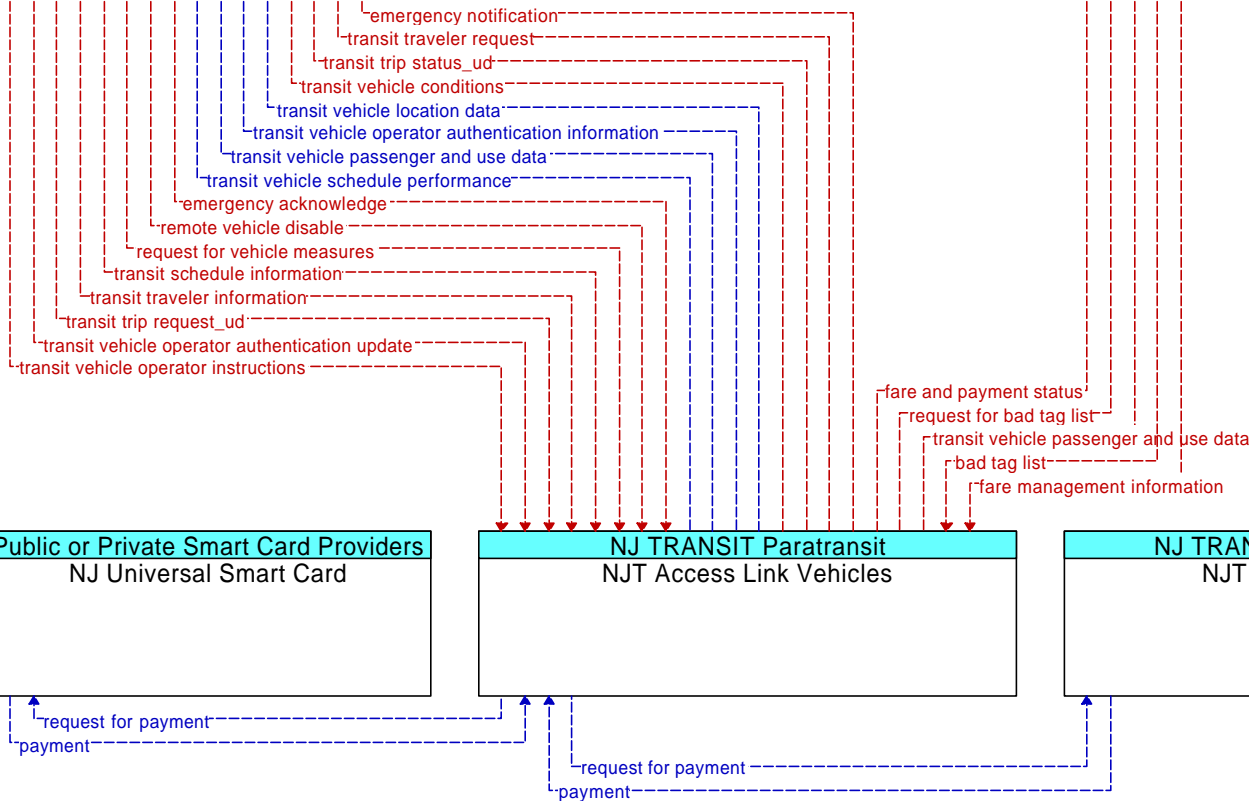 emergency notification
transit traveler request
transit trip status_ud
transit vehicle conditions
transit vehicle location data
transit vehicle operator authentication information
transit vehicle passenger and use data
transit vehicle schedule performance
emergency acknowledge
remote vehicle disable
request for vehicle measures
transit schedule information
transit traveler information
transit trip request_ud
transit vehicle operator authentication update
transit vehicle operator instructions
fare and payment status
request for bad tag list
transit vehicle passenger and use data
bad tag list
fare management information
Public or Private Smart Card Providers
NJ Universal Smart Card
NJ TRANSIT Paratransit
NJT Access Link Vehicles
NJ TRAN
NJT
request for payment
payment
request for payment
payment